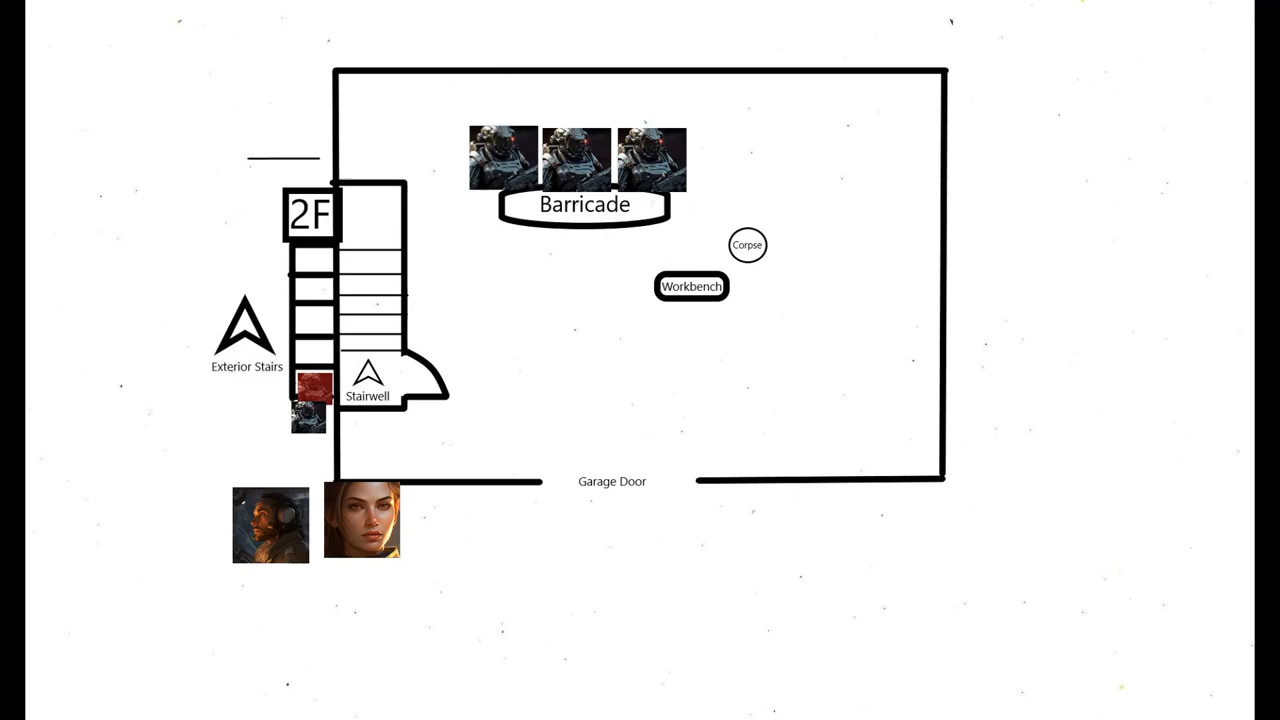 2F
Barricade
Corpse
Workbench
Exterior Stairs
Stairwell
Garage Door